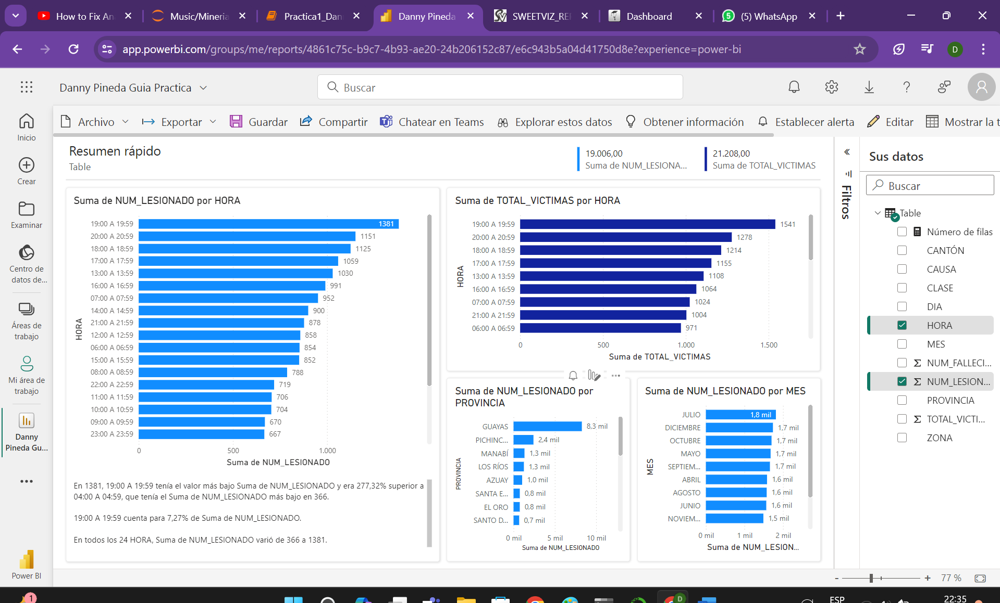 How to Fix An
Music/Mineria
Practica1_Dan
Danny Pineda
SWEETVIZ_REI
Dashboard
(5) WhatsApp
app.powerbi.com/groups/me/reports/4861c75c-b9c7-4b93-ae20-24b206152c87/e6c943b5a04d41750d8e?experience=power-bi
D
Danny Pineda Guia Practica
Buscar
Archivo
Exportar
Guardar
Compartir
Chatear en Teams
Explorar estos datos
Obtener información
Establecer alerta
Editar
Mostrar la t
Inicio
Crear
Examinar
Centro de
datos de...
Áreas de
trabajo
Mi área de
trabajo
Danny
Pineda Gu...
Power BI
Resumen rápido
Table
19.006,00
Suma de NUM_LESIONA...
21.208,00
Suma de TOTAL_VICTIMAS
Suma de NUM_LESIONADO por HORA
HORA
19:00 A 19:59 1381
20:00 A 20:59 1151
18:00 A 18:59 1125
17:00 A 17:59 1059
13:00 A 13:59 1030
16:00 A 16:59 991
07:00 A 07:59 952
14:00 A 14:59 900
21:00 A 21:59 878
12:00 A 12:59 858
06:00 A 06:59 854
15:00 A 15:59 852
08:00 A 08:59 788
22:00 A 22:59 719
11:00 A 11:59 706
10:00 A 10:59 704
09:00 A 09:59 670
23:00 A 23:59 667
0 500 1.000
Suma de NUM_LESIONADO
En 1381, 19:00 A 19:59 tenía el valor más bajo Suma de NUM_LESIONADO y era 277,32% superior a
04:00 A 04:59, que tenía el Suma de NUM_LESIONADO más bajo en 366.
19:00 A 19:59 cuenta para 7,27% de Suma de NUM_LESIONADO.
En todos los 24 HORA, Suma de NUM_LESIONADO varió de 366 a 1381.
Suma de TOTAL_VICTIMAS por HORA
HORA
19:00 A 19:59 1541
20:00 A 20:59 1278
18:00 A 18:59 1214
17:00 A 17:59 1155
13:00 A 13:59 1108
16:00 A 16:59 1064
07:00 A 07:59 1024
21:00 A 21:59 1004
06:00 A 06:59 971
0 500 1.000 1.500
Suma de TOTAL_VICTIMAS
Suma de NUM_LESIONADO por
PROVINCIA
PROVINCIA
GUAYAS 8,3 mil
PICHINC... 2,4 mil
MANABÍ 1,3 mil
LOS RÍOS 1,3 mil
AZUAY 1,0 mil
SANTA E... 0,8 mil
EL ORO 0,8 mil
SANTO D... 0,7 mil
0 mil 5 mil 10 mil
Suma de NUM_LESIONADO
Suma de NUM_LESIONADO por MES
MES
JULIO 1,8 mil
DICIEMBRE 1,7 mil
OCTUBRE 1,7 mil
MAYO 1,7 mil
SEPTIEM... 1,7 mil
ABRIL 1,6 mil
AGOSTO 1,6 mil
JUNIO 1,6 mil
NOVIEM... 1,5 mil
0 mil 1 mil 2 mil
Suma de NUM_LESION...
Filtros
Sus datos
Buscar
Table
Número de filas
CANTÓN
CAUSA
CLASE
DIA
HORA
MES
NUM_FALLECI...
NUM_LESION...
PROVINCIA
TOTAL_VICTI...
ZONA
- + 77 %
1
D
ESP
22:35